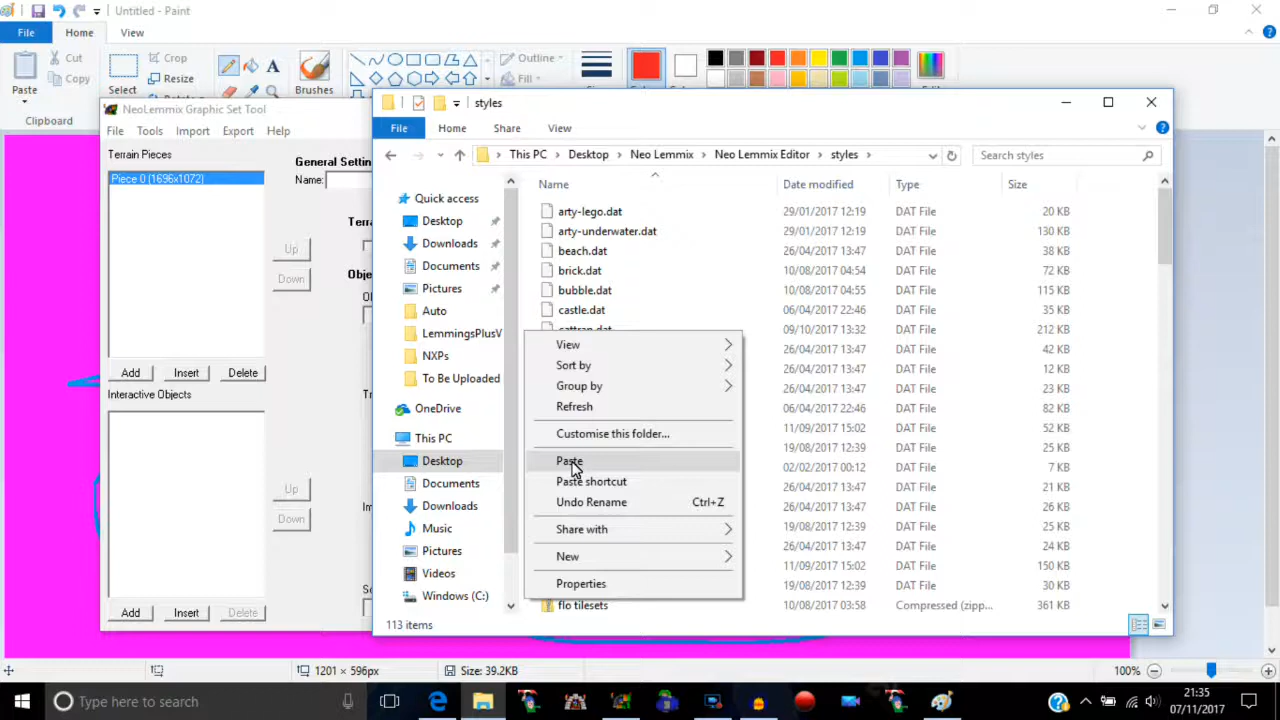 Untitled - Paint
File
Home
View
Paste
Cut
Copy
Clipboard
Select
Crop
Resize
Brushes
Outline
Fill
NeoLemmix Graphic Set Tool
File Tools Import Export Help
Terrain Pieces
Piece 0 (1696x1072)
General Setti
Name:
Up
Down
Add
Insert
Delete
Interactive Objects
Up
Down
Add
Insert
Delete
styles
File
Home
Share
View
This PC
Desktop
Neo Lemmix
Neo Lemmix Editor
styles
Search styles
Quick access
Desktop
Downloads
Documents
Pictures
Auto
LemmingsPlusV
NXPs
To Be Uploaded
OneDrive
This PC
Desktop
Documents
Downloads
Music
Pictures
Videos
Windows (C:)
Name Date modified Type Size
arty-lego.dat 29/01/2017 12:19 DAT File 20 KB
arty-underwater.dat 29/01/2017 12:19 DAT File 130 KB
beach.dat 26/04/2017 13:47 DAT File 38 KB
brick.dat 10/08/2017 04:54 DAT File 72 KB
bubble.dat 10/08/2017 04:55 DAT File 115 KB
castle.dat 06/04/2017 22:46 DAT File 35 KB
cattrap.dat 09/10/2017 13:32 DAT File 212 KB
26/04/2017 13:47 DAT File 42 KB
26/04/2017 13:47 DAT File 12 KB
26/04/2017 13:47 DAT File 23 KB
06/04/2017 22:46 DAT File 82 KB
11/09/2017 15:02 DAT File 52 KB
19/08/2017 12:39 DAT File 25 KB
02/02/2017 00:12 DAT File 7 KB
26/04/2017 13:47 DAT File 21 KB
26/04/2017 13:47 DAT File 26 KB
19/08/2017 12:39 DAT File 25 KB
26/04/2017 13:47 DAT File 24 KB
11/09/2017 15:02 DAT File 150 KB
19/08/2017 12:39 DAT File 30 KB
flo tilesets 10/08/2017 03:58 Compressed (zipp... 361 KB
View
Sort by
Group by
Refresh
Customise this folder...
Paste
Paste shortcut
Undo Rename Ctrl+Z
Share with
New
Properties
113 items
1201 × 596px
Size: 39.2KB
100%
Type here to search
21:35
07/11/2017